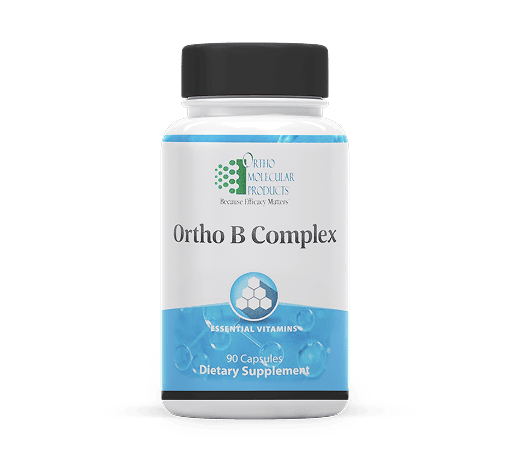 ORTHO
MOLECULAR
PRODUCTS
Because Efficacy Matters
Ortho B Complex
ESSENTIAL VITAMINS
90 Capsules
Dietary Supplement